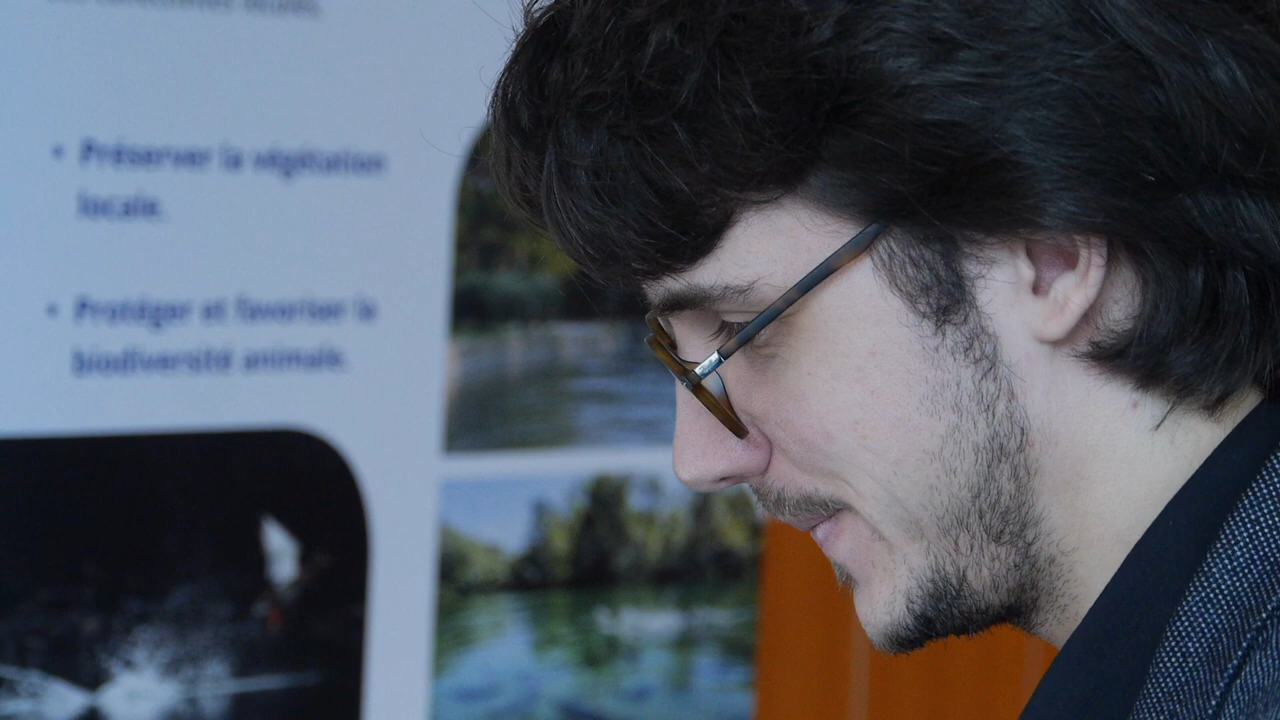 • Préserver la végétation
locale.
• Protéger et favoriser la
biodiversité animale.